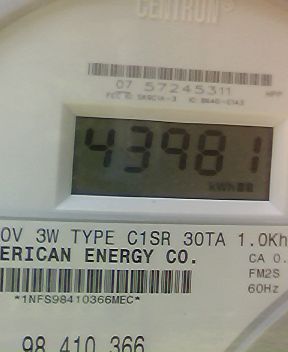 CENTRON®
07 57245311
43981
kWh
0V 3W TYPE C1SR 30TA 1.0Kh
ERICAN ENERGY CO.
CA 0.
FM2S
60Hz
*1NFS98410366MEC*
98 410 366